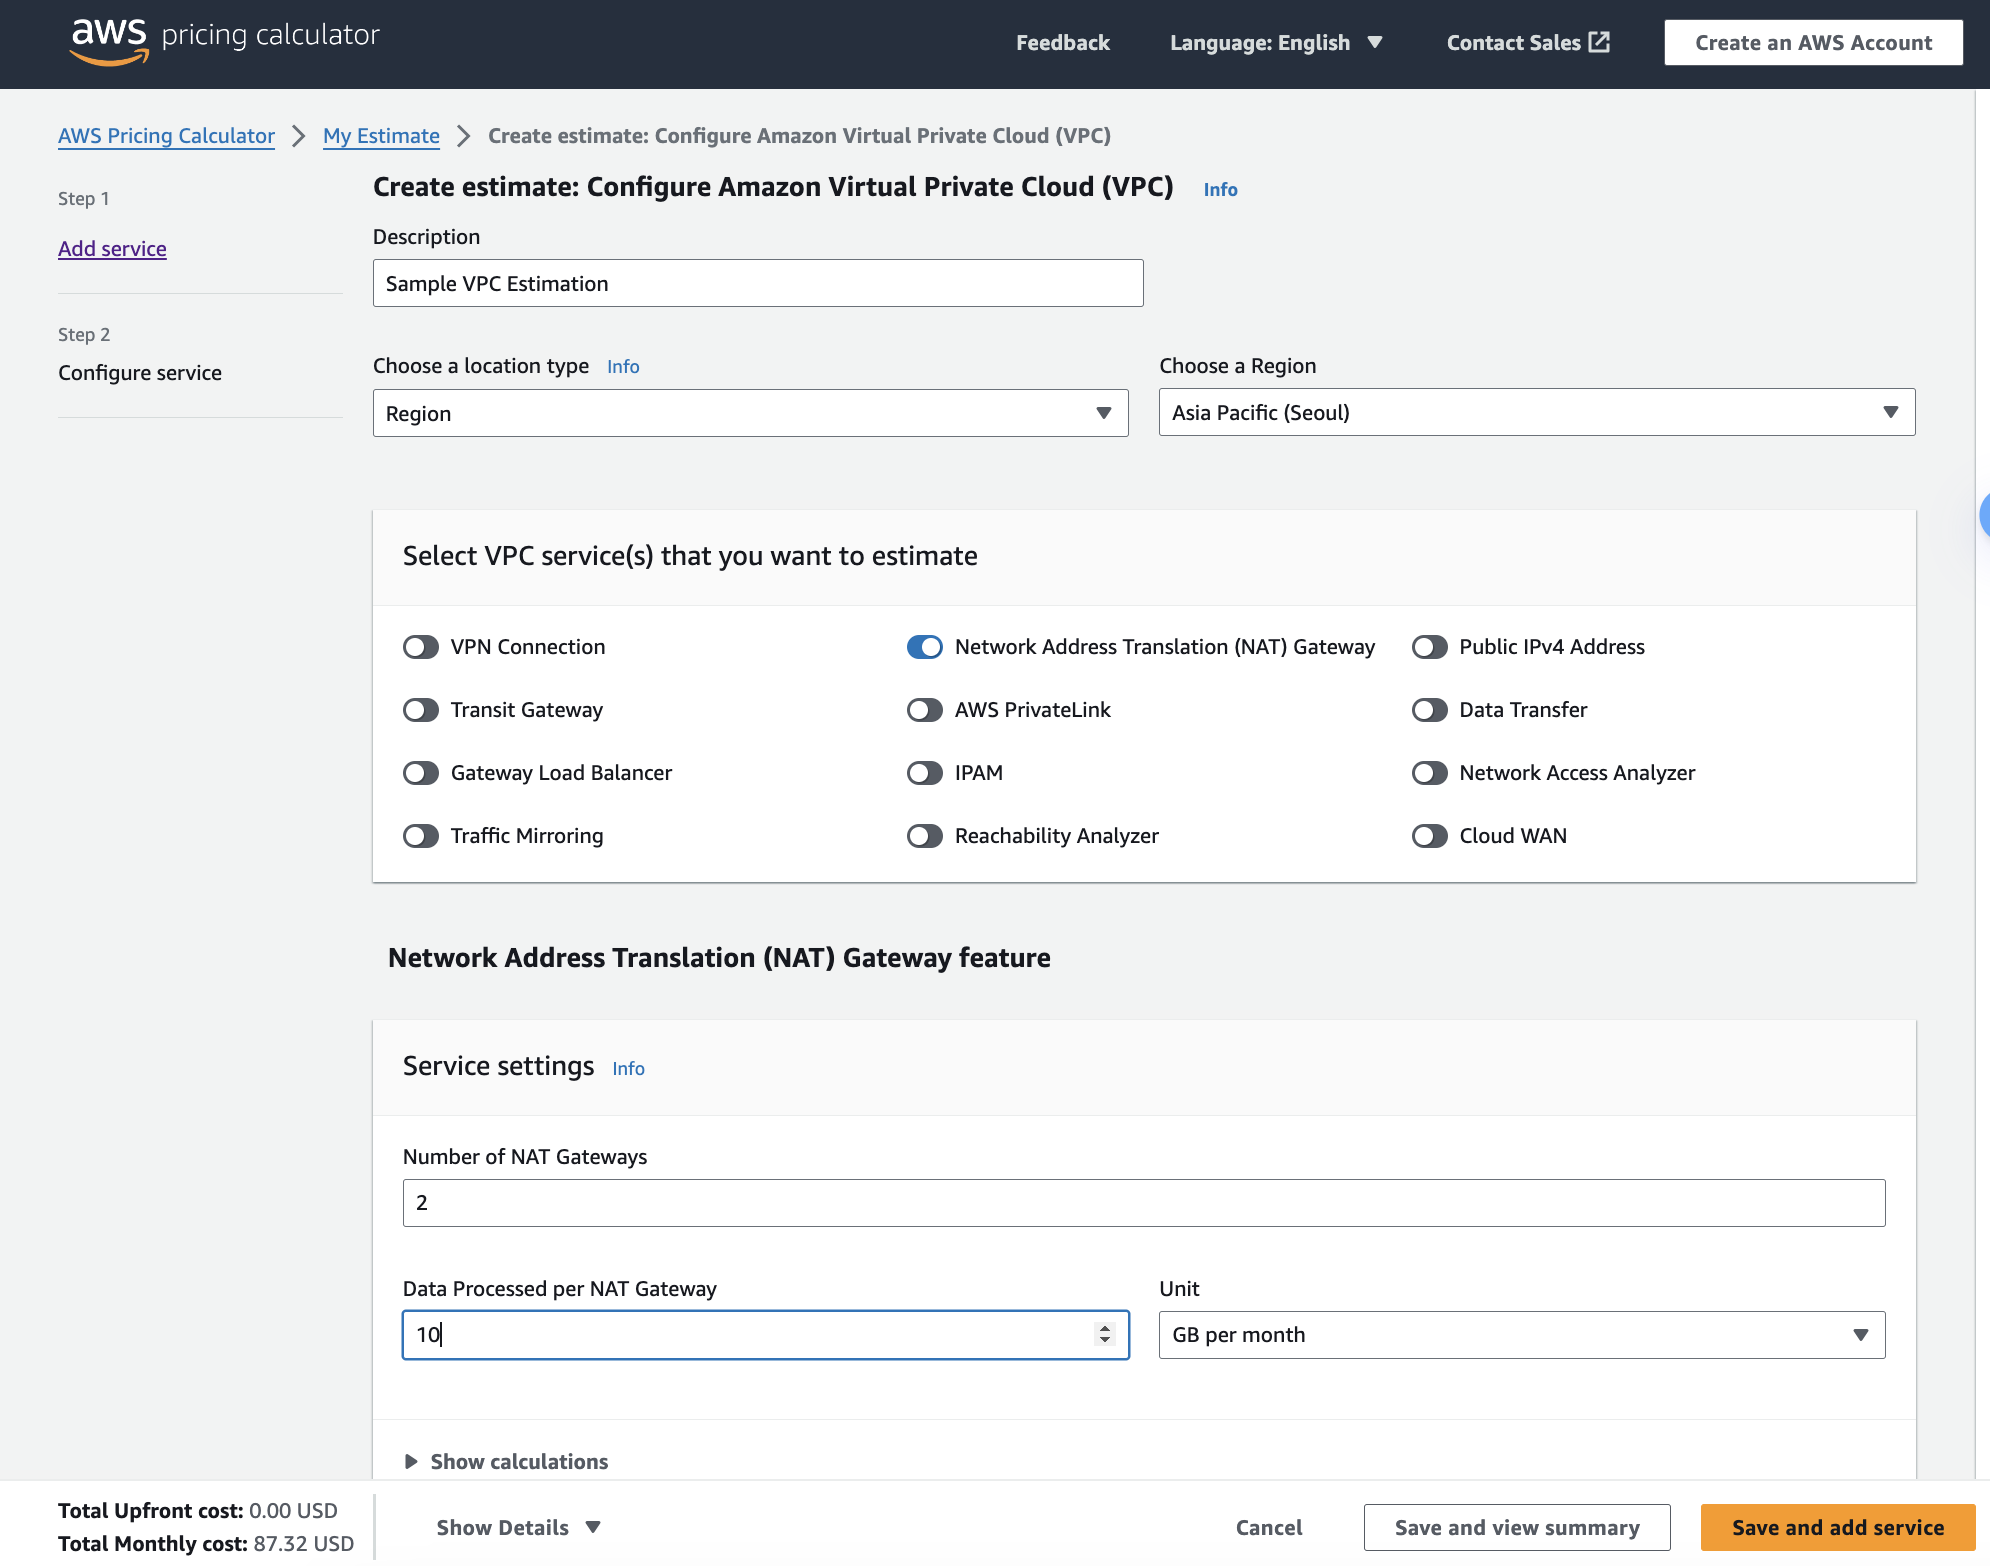 aws pricing calculator
Feedback
Language: English
Contact Sales
Create an AWS Account
AWS Pricing Calculator
My Estimate
Create estimate: Configure Amazon Virtual Private Cloud (VPC)
Step 1
Add service
Step 2
Configure service
Create estimate: Configure Amazon Virtual Private Cloud (VPC) Info
Description
Sample VPC Estimation
Choose a location type Info
Region
Choose a Region
Asia Pacific (Seoul)
Select VPC service(s) that you want to estimate
VPN Connection
Network Address Translation (NAT) Gateway
Public IPv4 Address
Transit Gateway
AWS PrivateLink
Data Transfer
Gateway Load Balancer
IPAM
Network Access Analyzer
Traffic Mirroring
Reachability Analyzer
Cloud WAN
Network Address Translation (NAT) Gateway feature
Service settings Info
Number of NAT Gateways
2
Data Processed per NAT Gateway
10
Unit
GB per month
Show calculations
Total Upfront cost: 0.00 USD
Total Monthly cost: 87.32 USD
Show Details
Cancel
Save and view summary
Save and add service